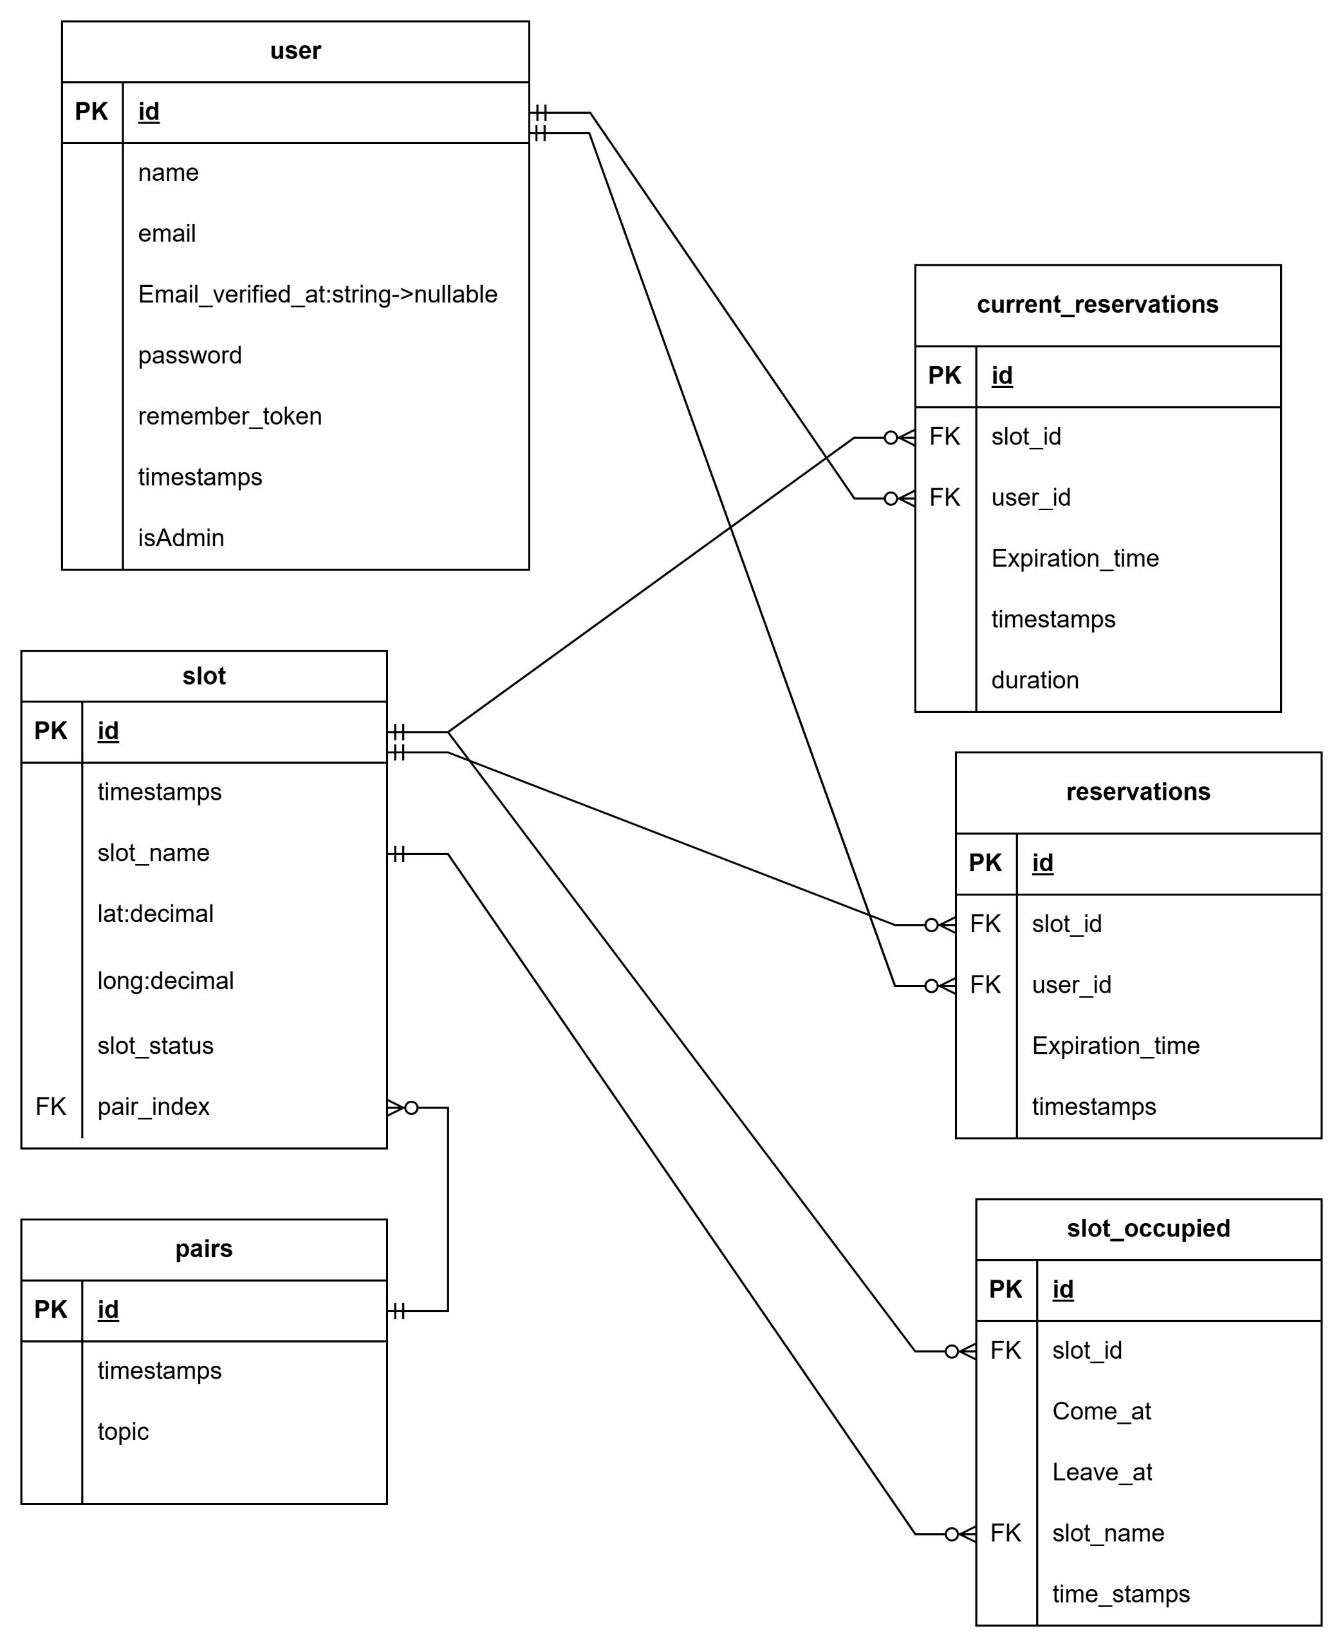 user
PK id
name
email
Email_verified_at:string->nullable
password
remember_token
timestamps
isAdmin
current_reservations
PK id
FK slot_id
FK user_id
Expiration_time
timestamps
duration
slot
PK id
timestamps
slot_name
lat:decimal
long:decimal
slot_status
FK pair_index
reservations
PK id
FK slot_id
FK user_id
Expiration_time
timestamps
pairs
PK id
timestamps
topic
slot_occupied
PK id
FK slot_id
Come_at
Leave_at
FK slot_name
time_stamps